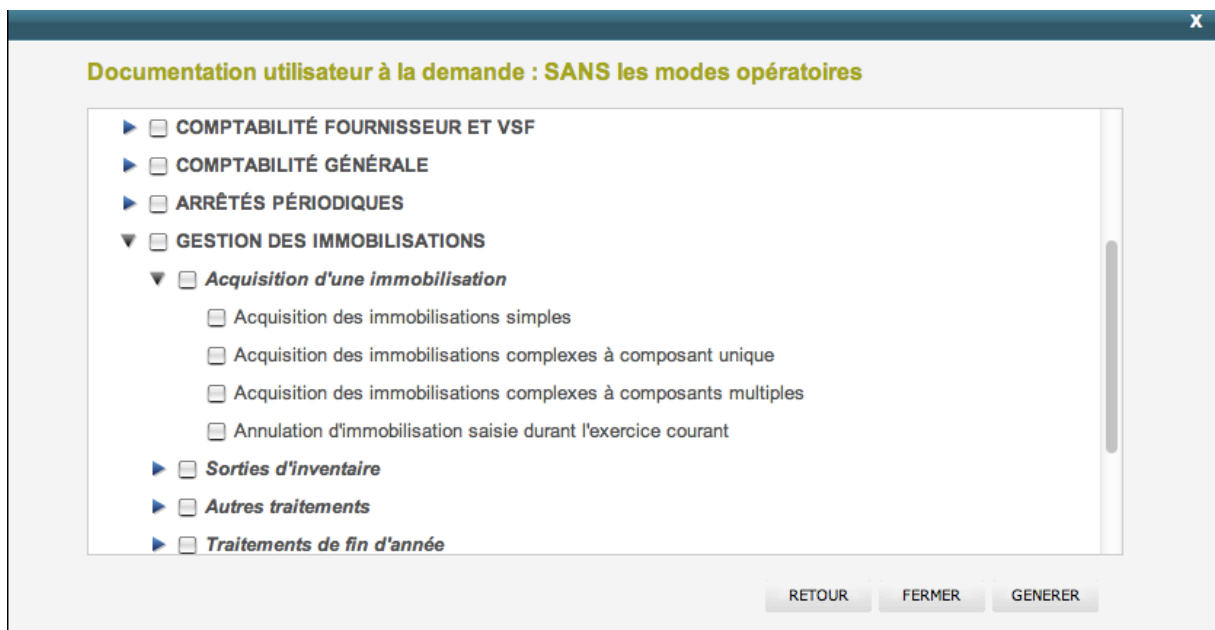 X
Documentation utilisateur à la demande : SANS les modes opératoires
COMPTABILITÉ FOURNISSEUR ET VSF
COMPTABILITÉ GÉNÉRALE
ARRÊTÉS PÉRIODIQUES
GESTION DES IMMOBILISATIONS
Acquisition d'une immobilisation
Acquisition des immobilisations simples
Acquisition des immobilisations complexes à composant unique
Acquisition des immobilisations complexes à composants multiples
Annulation d'immobilisation saisie durant l'exercice courant
Sorties d'inventaire
Autres traitements
Traitements de fin d'année
RETOUR FERMER GENERER